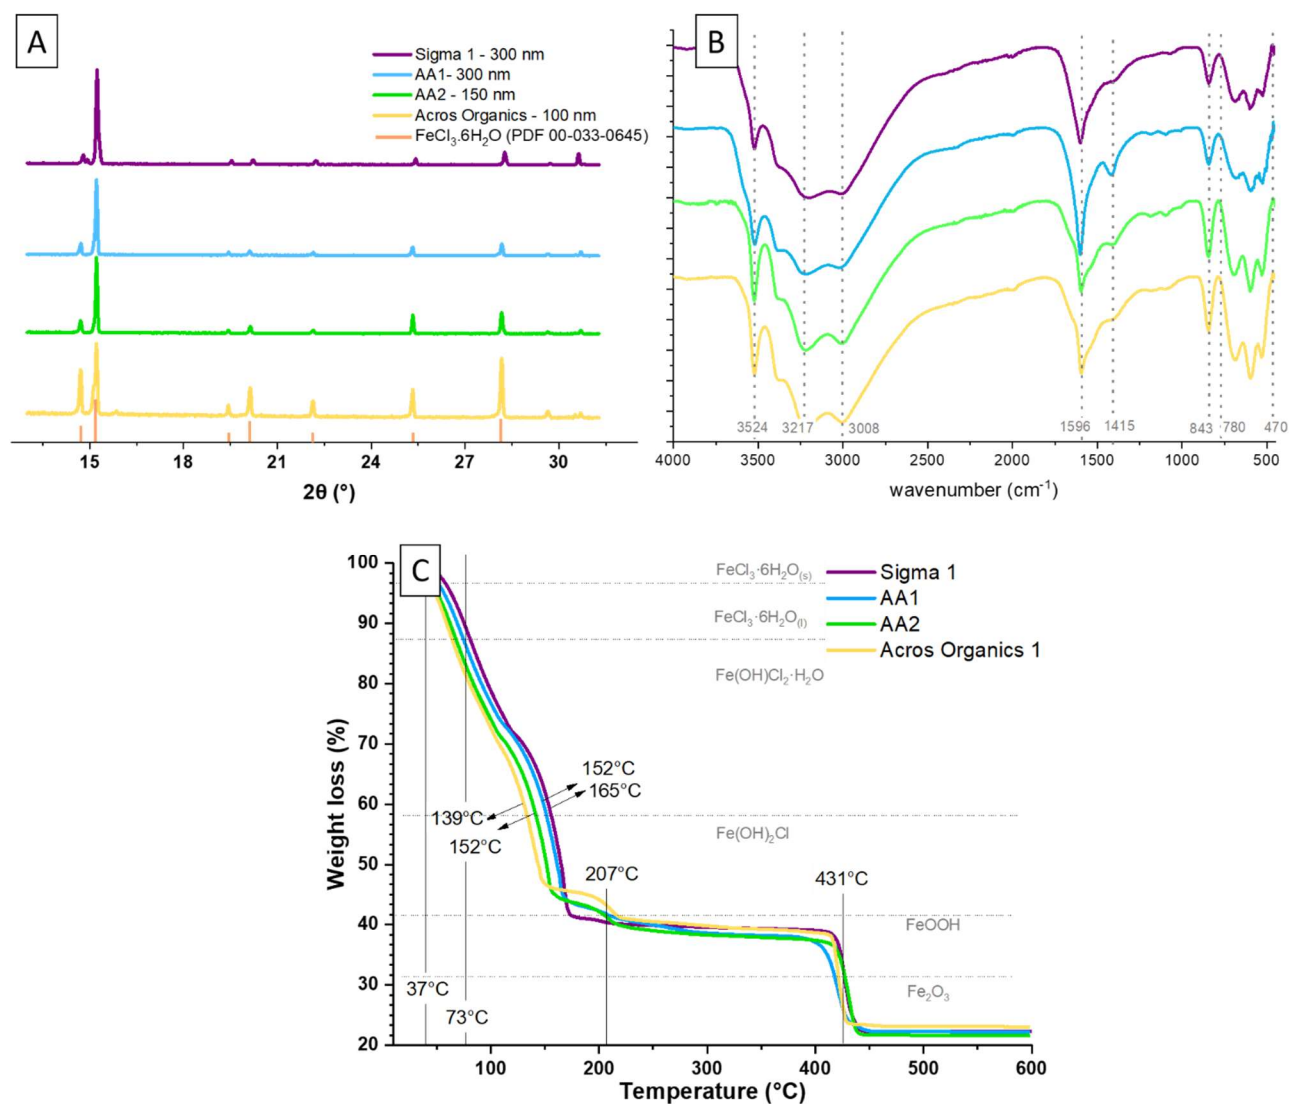 A
Sigma 1 - 300 nm
AA1- 300 nm
AA2 - 150 nm
Acros Organics - 100 nm
FeCl₃.6H₂O (PDF 00-033-0645)
15 18 21 24 27 30
2θ (°)
B
3524 3217 3008 1596 1415 843 780 470
4000 3500 3000 2500 2000 1500 1000 500
wavenumber (cm⁻¹)
C
Sigma 1
AA1
AA2
Acros Organics 1
FeCl₃·6H₂O₍s₎
FeCl₃·6H₂O₍l₎
Fe(OH)Cl₂·H₂O
Fe(OH)₂Cl
FeOOH
Fe₂O₃
152°C
165°C
139°C
152°C
207°C
431°C
37°C
73°C
100
90
80
70
60
50
40
30
20
Weight loss (%)
100 200 300 400 500 600
Temperature (°C)